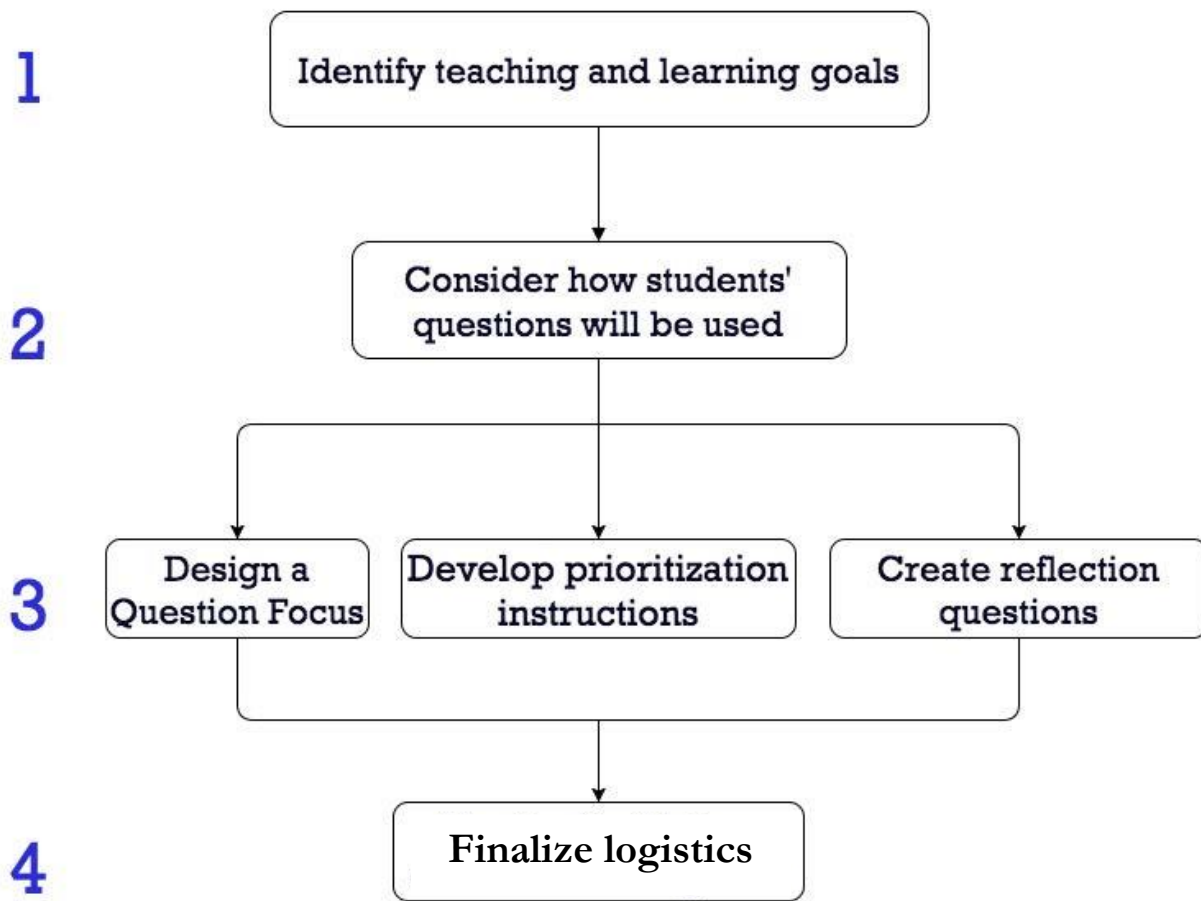 1
Identify teaching and learning goals
2
Consider how students'
questions will be used
3
Design a
Question Focus
Develop prioritization
instructions
Create reflection
questions
4
Finalize logistics